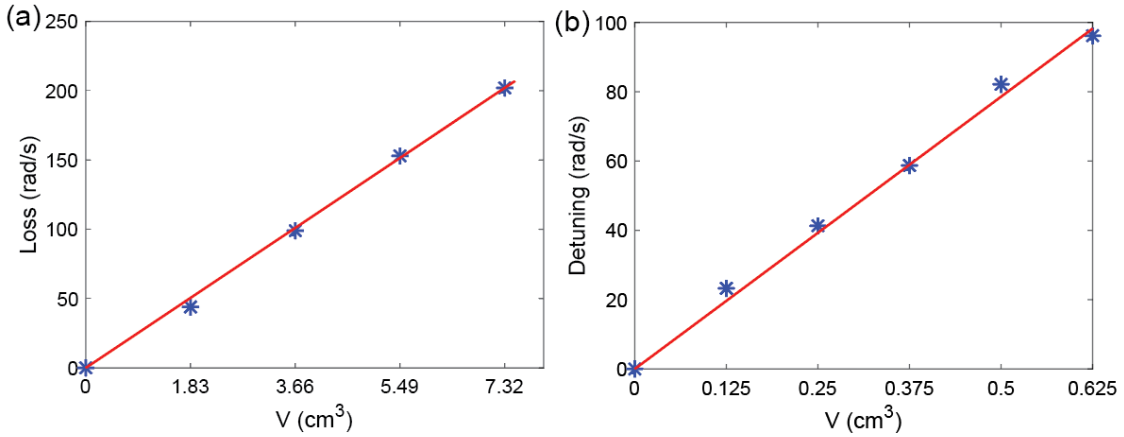 (a)
250
200
150
100
50
0
Loss (rad/s)
0 1.83 3.66 5.49 7.32
V (cm³)
(b)
100
80
60
40
20
0
Detuning (rad/s)
0 0.125 0.25 0.375 0.5 0.625
V (cm³)